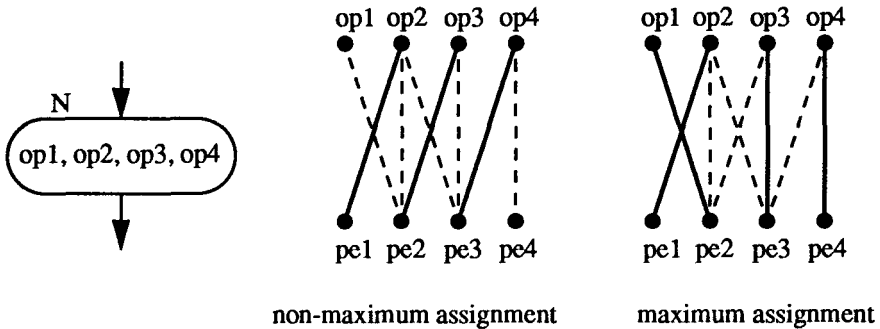 N
op1, op2, op3, op4
op1 op2 op3 op4
pe1 pe2 pe3 pe4
non-maximum assignment
op1 op2 op3 op4
pe1 pe2 pe3 pe4
maximum assignment